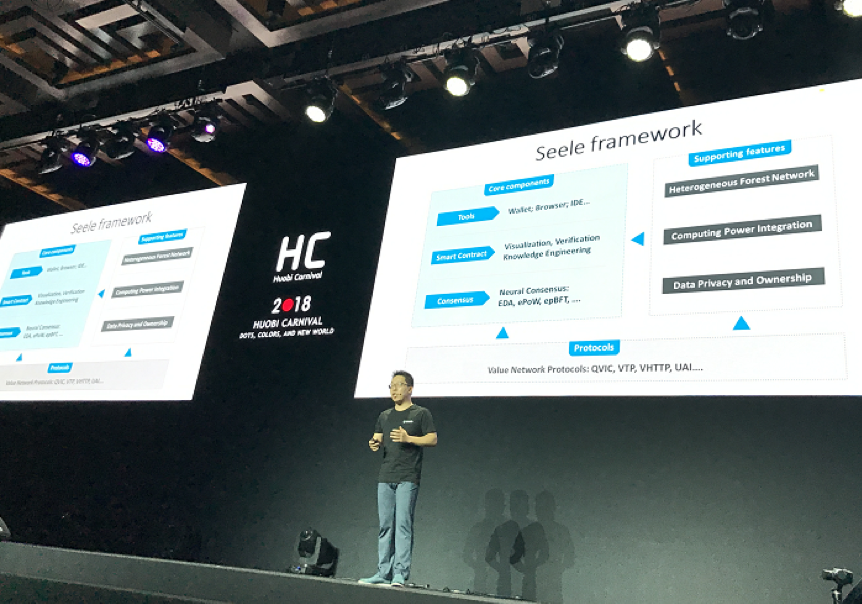 Seele framework
Core components
Tools
Wallet; Browser; IDE...
Smart Contract
Visualization, Verification
Knowledge Engineering
Consensus
Neural Consensus:
EDA, ePoW, epBFT, ....
Supporting features
Heterogeneous Forest Network
Computing Power Integration
Data Privacy and Ownership
Protocols
Value Network Protocols: QVIC, VTP, VHTTP, UAI...
HC
Huobi Carnival
2018
HUOBI CARNIVAL
DOTS, COLORS, AND NEW WORLD
Seele framework
Core components
Tools
Wallet; Browser; IDE...
Smart Contract
Visualization, Verification
Knowledge Engineering
Neural Consensus:
EDA, ePoW, epBFT, ....
Supporting features
Heterogeneous Forest Network
Computing Power Integration
Data Privacy and Ownership
Protocols
Value Network Protocols: QVIC, VTP, VHTTP, UAI....